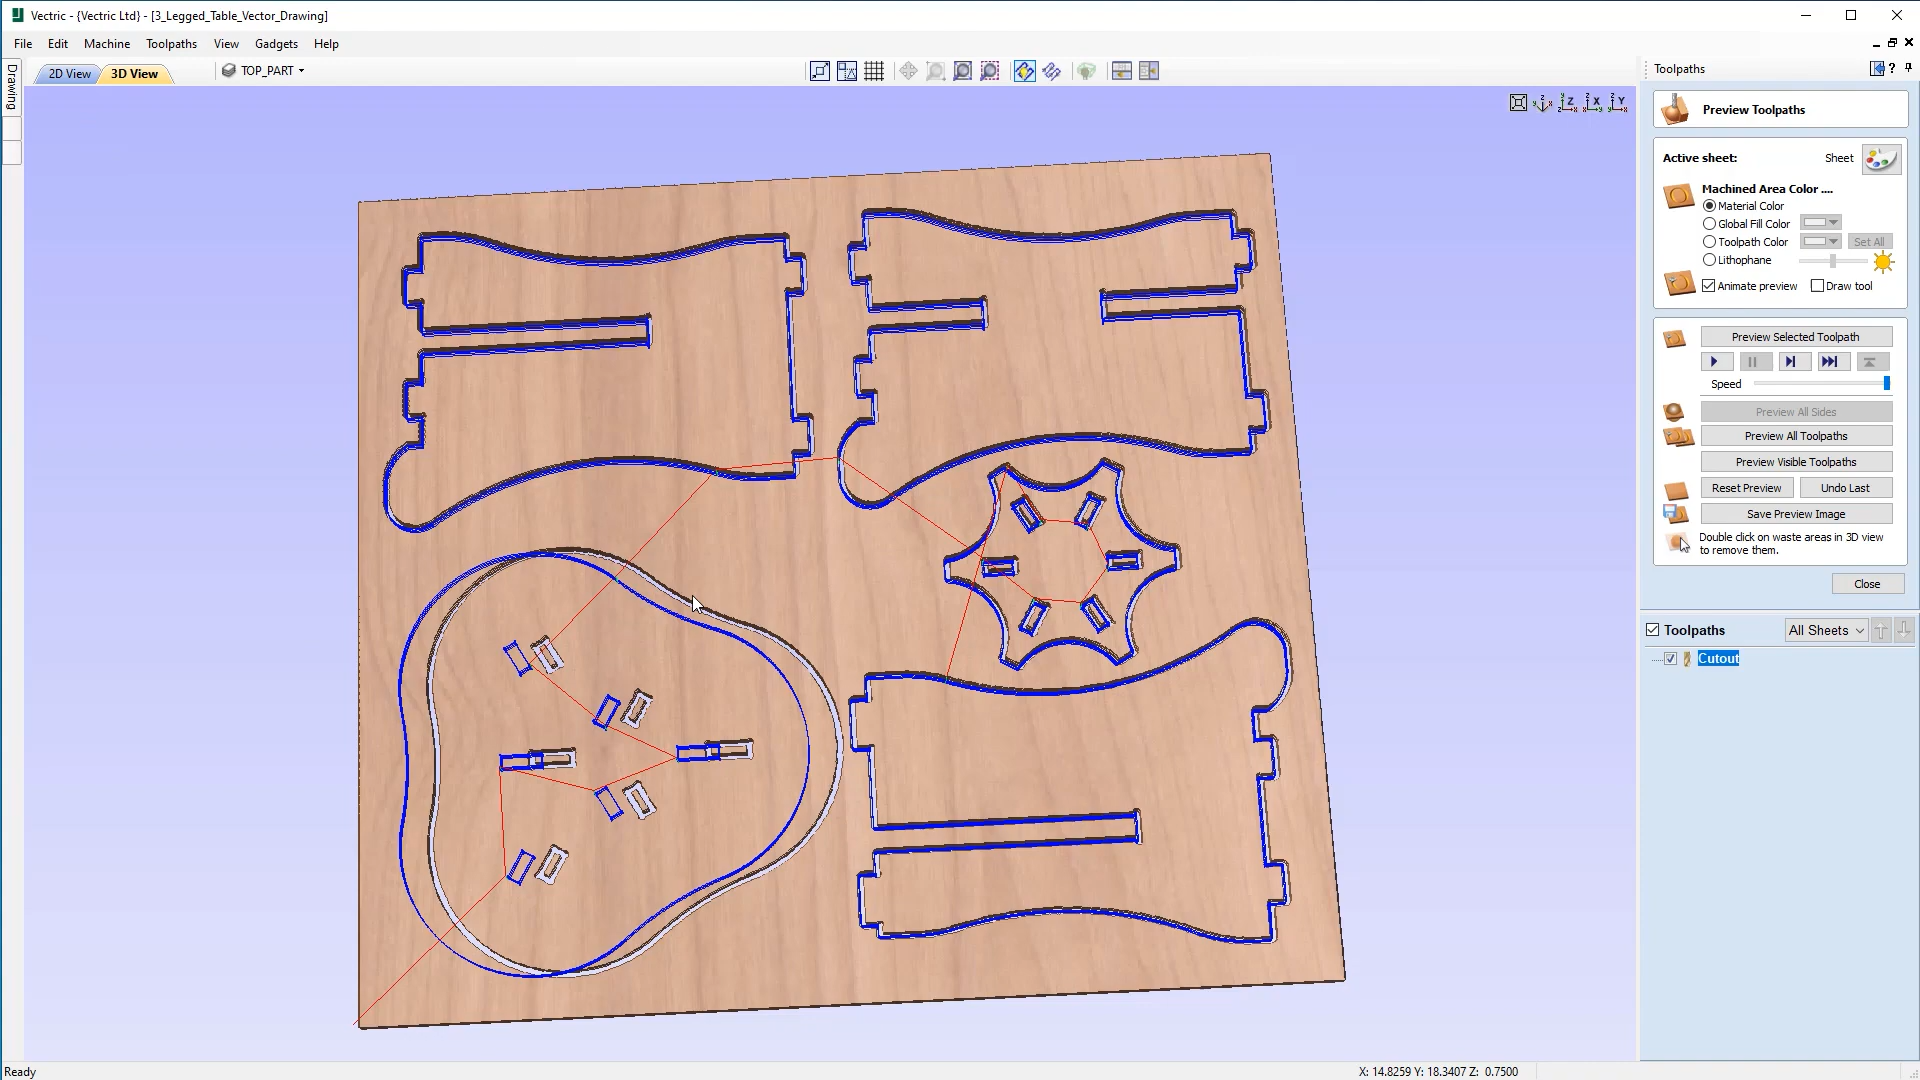 Vectric - {Vectric Ltd} - [3_Legged_Table_Vector_Drawing]
File Edit Machine Toolpaths View Gadgets Help
Drawing
2D View 3D View TOP_PART
Toolpaths
Preview Toolpaths
Active sheet: Sheet
Machined Area Color ....
Material Color
Global Fill Color
Toolpath Color Set All
Lithophane
Animate preview Draw tool
Preview Selected Toolpath
Speed
Preview All Sides
Preview All Toolpaths
Preview Visible Toolpaths
Reset Preview Undo Last
Save Preview Image
Double click on waste areas in 3D view
to remove them.
Close
Toolpaths All Sheets
Cutout
Ready X: 14.8259 Y: 18.3407 Z: 0.7500